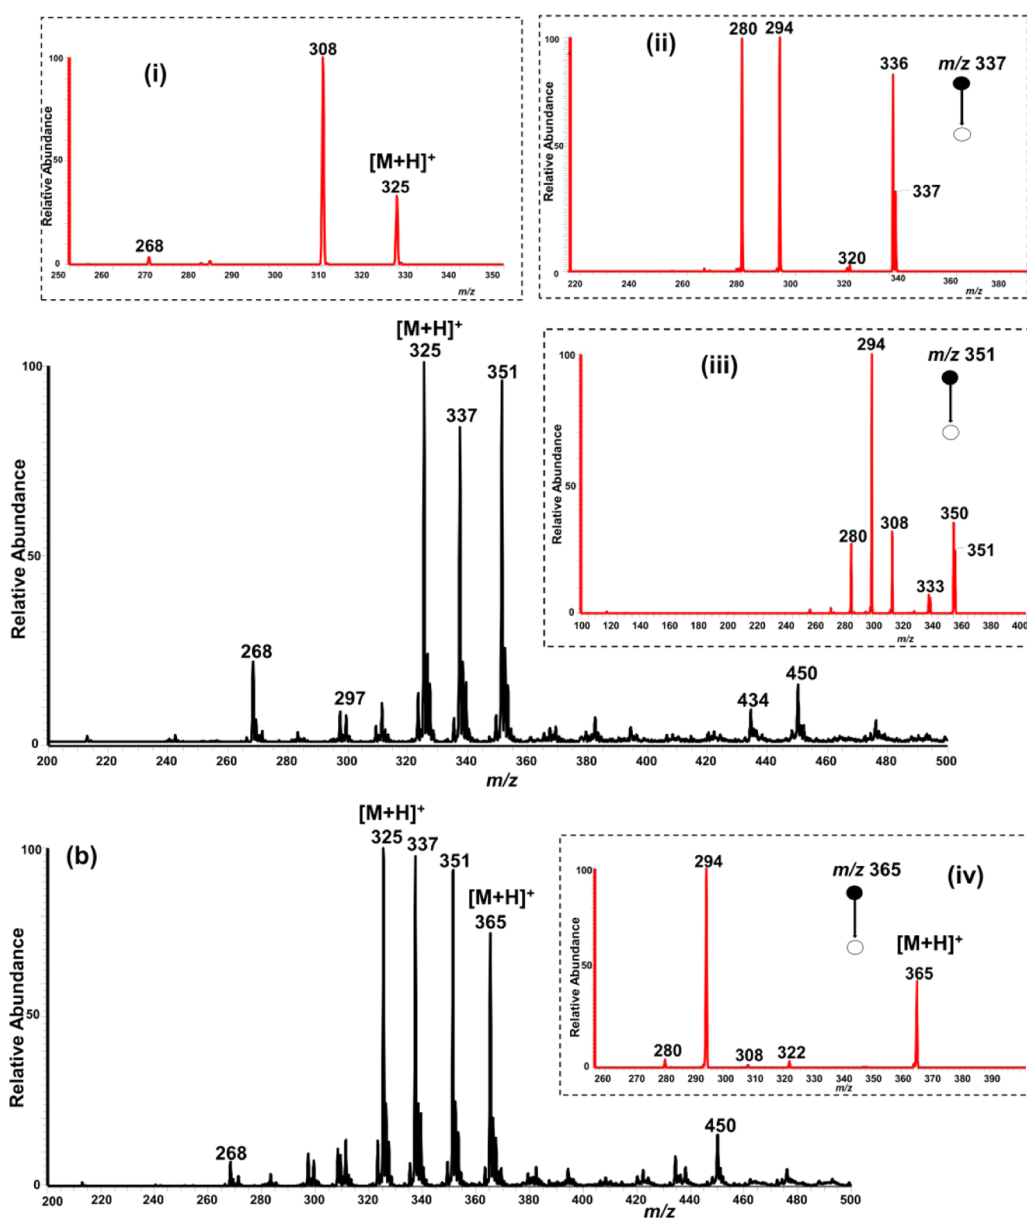 (i)
308
[M+H]⁺
325
268
Relative Abundance
100
50
0
250 260 270 280 290 300 310 320 330 340 350
m/z
(ii)
280
294
336
m/z 337
337
320
Relative Abundance
100
50
0
220 240 260 280 300 320 340 360 380
m/z
[M+H]⁺
325
351
337
268
297
434
450
Relative Abundance
100
50
0
200 220 240 260 280 300 320 340 360 380 400 420 440 460 480 500
m/z
(iii)
294
m/z 351
280
308
350
351
333
Relative Abundance
100
50
0
100 120 140 160 180 200 220 240 260 280 300 320 340 360 380 400
m/z
(b)
[M+H]⁺
325
337
351
[M+H]⁺
365
268
450
Relative Abundance
100
50
0
200 220 240 260 280 300 320 340 360 380 400 420 440 460 480 500
m/z
294
m/z 365
(iv)
[M+H]⁺
365
280
308
322
Relative Abundance
100
50
0
260 270 280 290 300 310 320 330 340 350 360 370 380 390
m/z